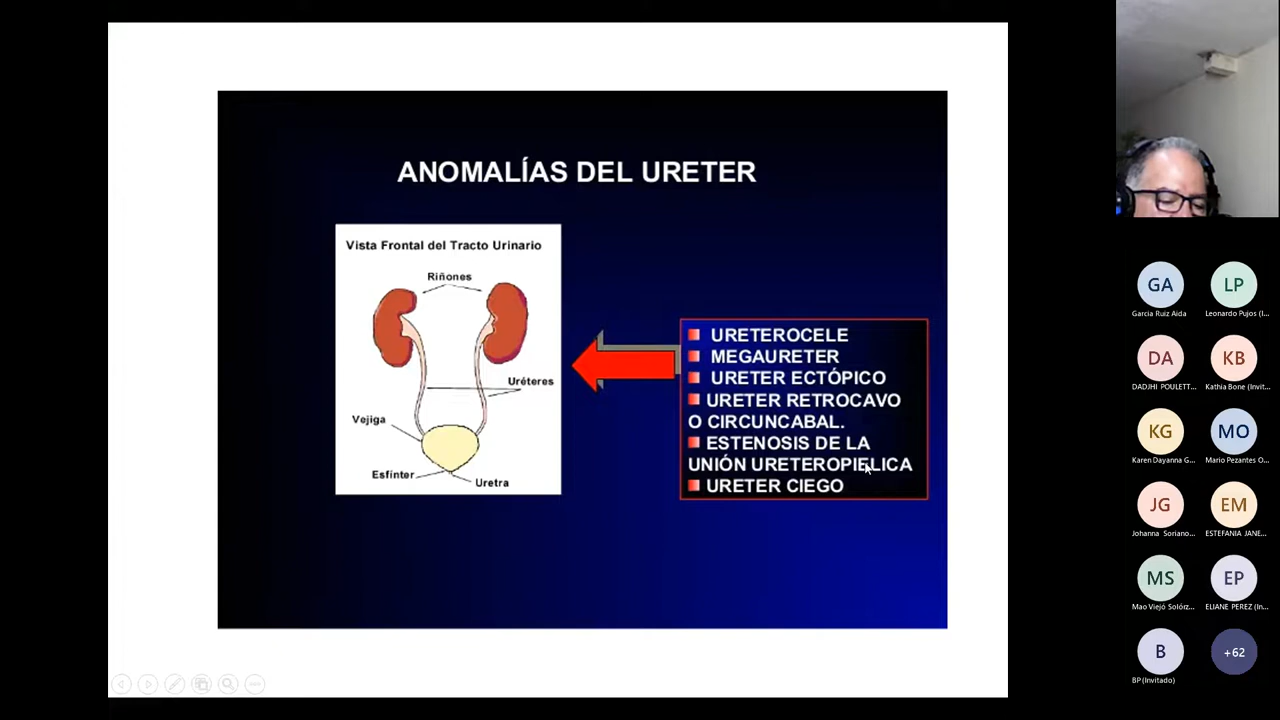 ANOMALÍAS DEL URETER
Vista Frontal del Tracto Urinario
Riñones
Uréteres
Vejiga
Esfínter
Uretra
URETEROCELE
MEGAURETER
URETER ECTÓPICO
URETER RETROCAVO
O CIRCUNCABAL.
ESTENOSIS DE LA
UNIÓN URETEROPIELICA
URETER CIEGO
GA
LP
Garcia Ruiz Aida
Leonardo Pujos (I...
DA
KB
DADJHI POULETT...
Kathia Bone (Invit...
KG
MO
Karen Dayanna G...
Mario Pezantes O...
JG
EM
Johanna Soriano...
ESTEFANIA JANE...
MS
EP
Mao Viejó Solórz...
ELIANE PEREZ (In...
B
+62
BP (Invitado)